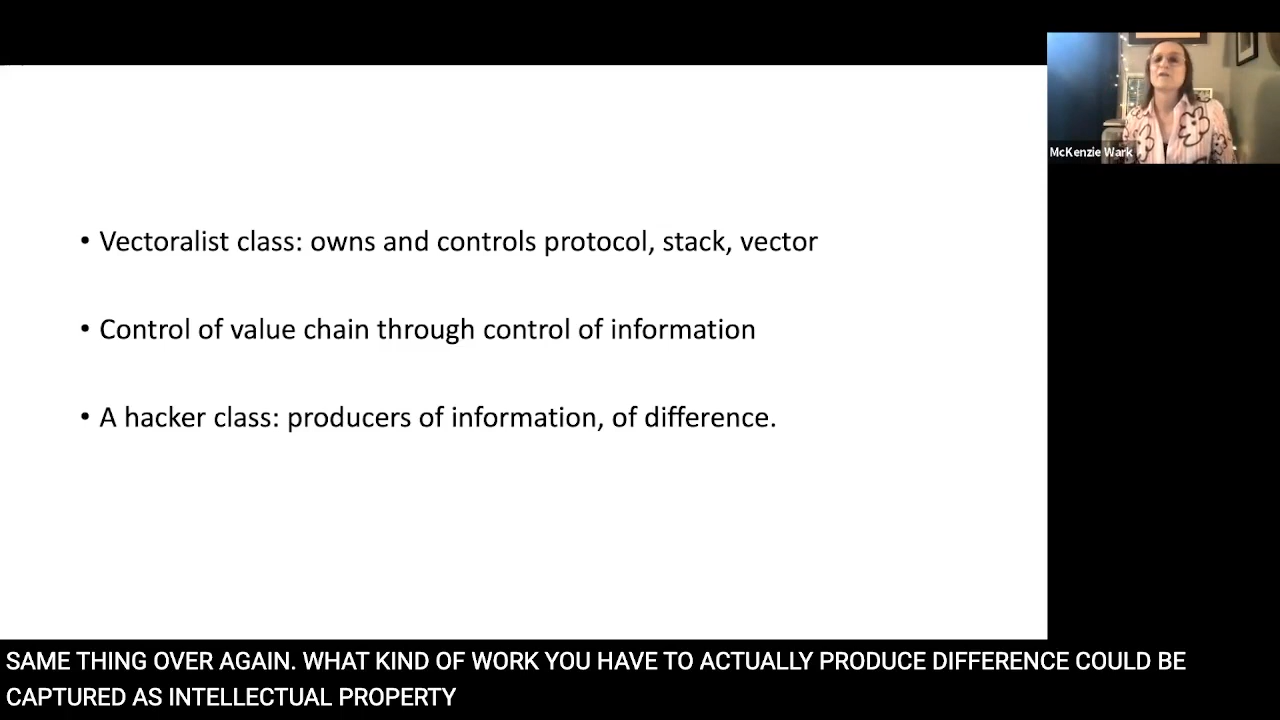 McKenzie Wark
• Vectoralist class: owns and controls protocol, stack, vector
• Control of value chain through control of information
• A hacker class: producers of information, of difference.
SAME THING OVER AGAIN. WHAT KIND OF WORK YOU HAVE TO ACTUALLY PRODUCE DIFFERENCE COULD BE
CAPTURED AS INTELLECTUAL PROPERTY